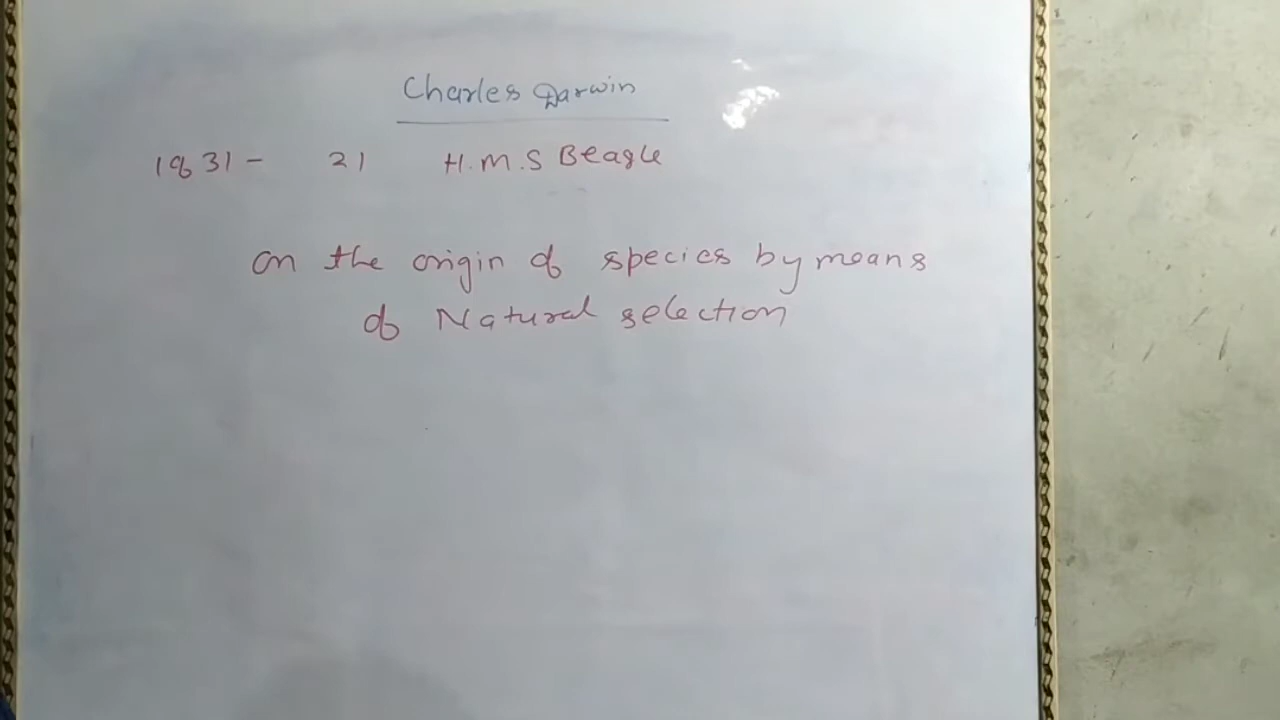 Charles Darwin
1831 - 21 H.M.S Beagle
on the origin of species by means
of Natural selection